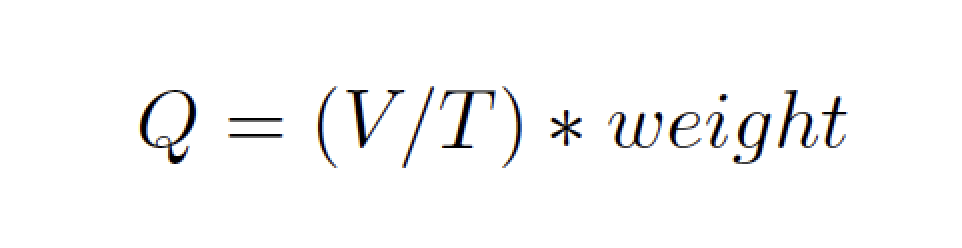 Q = (V/T) * weight